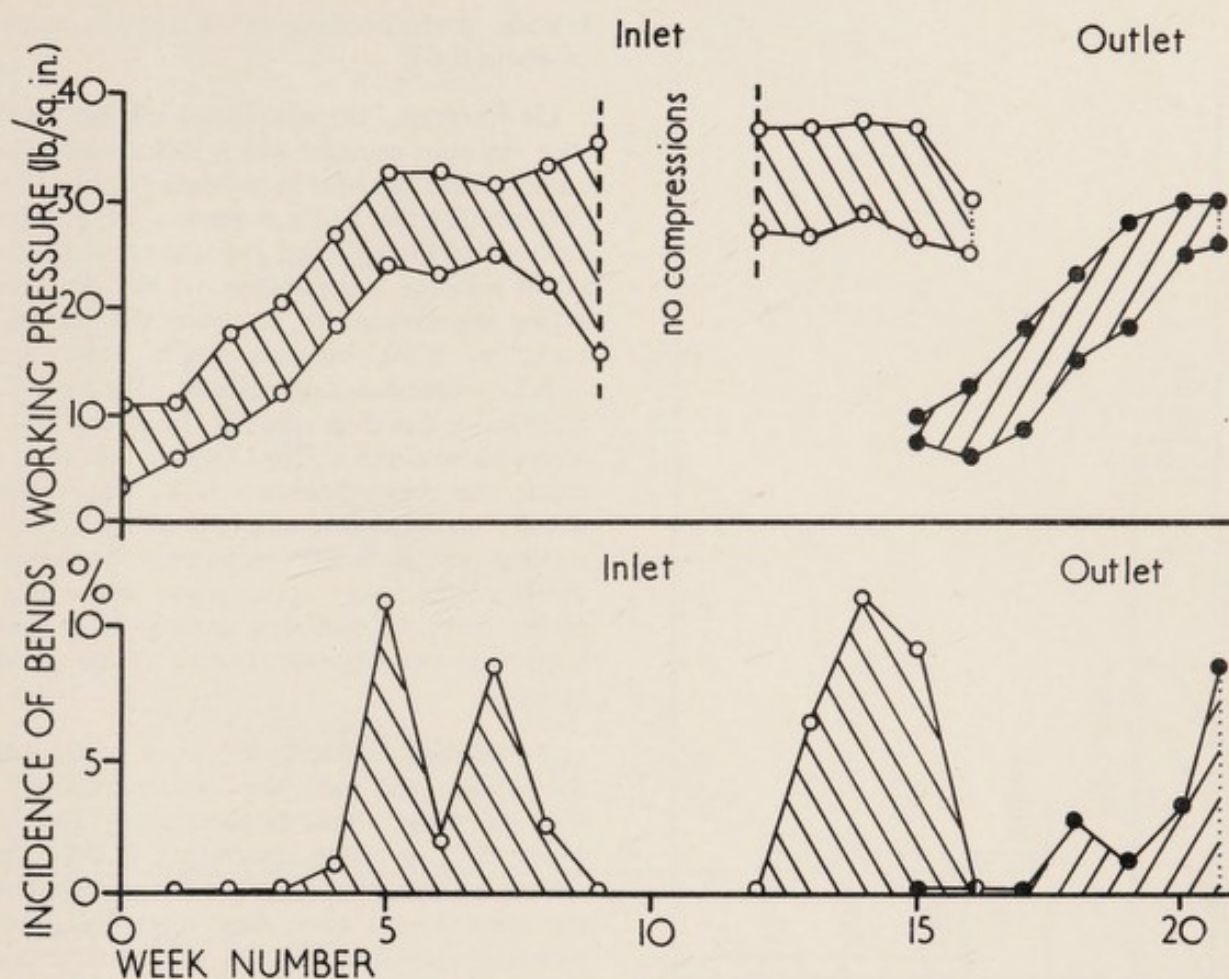 Inlet
Outlet
WORKING PRESSURE (lb/sq. in.)
40
30
20
10
0
no compressions
Inlet
Outlet
INCIDENCE OF BENDS %
10
5
0
0 5 10 15 20
WEEK NUMBER